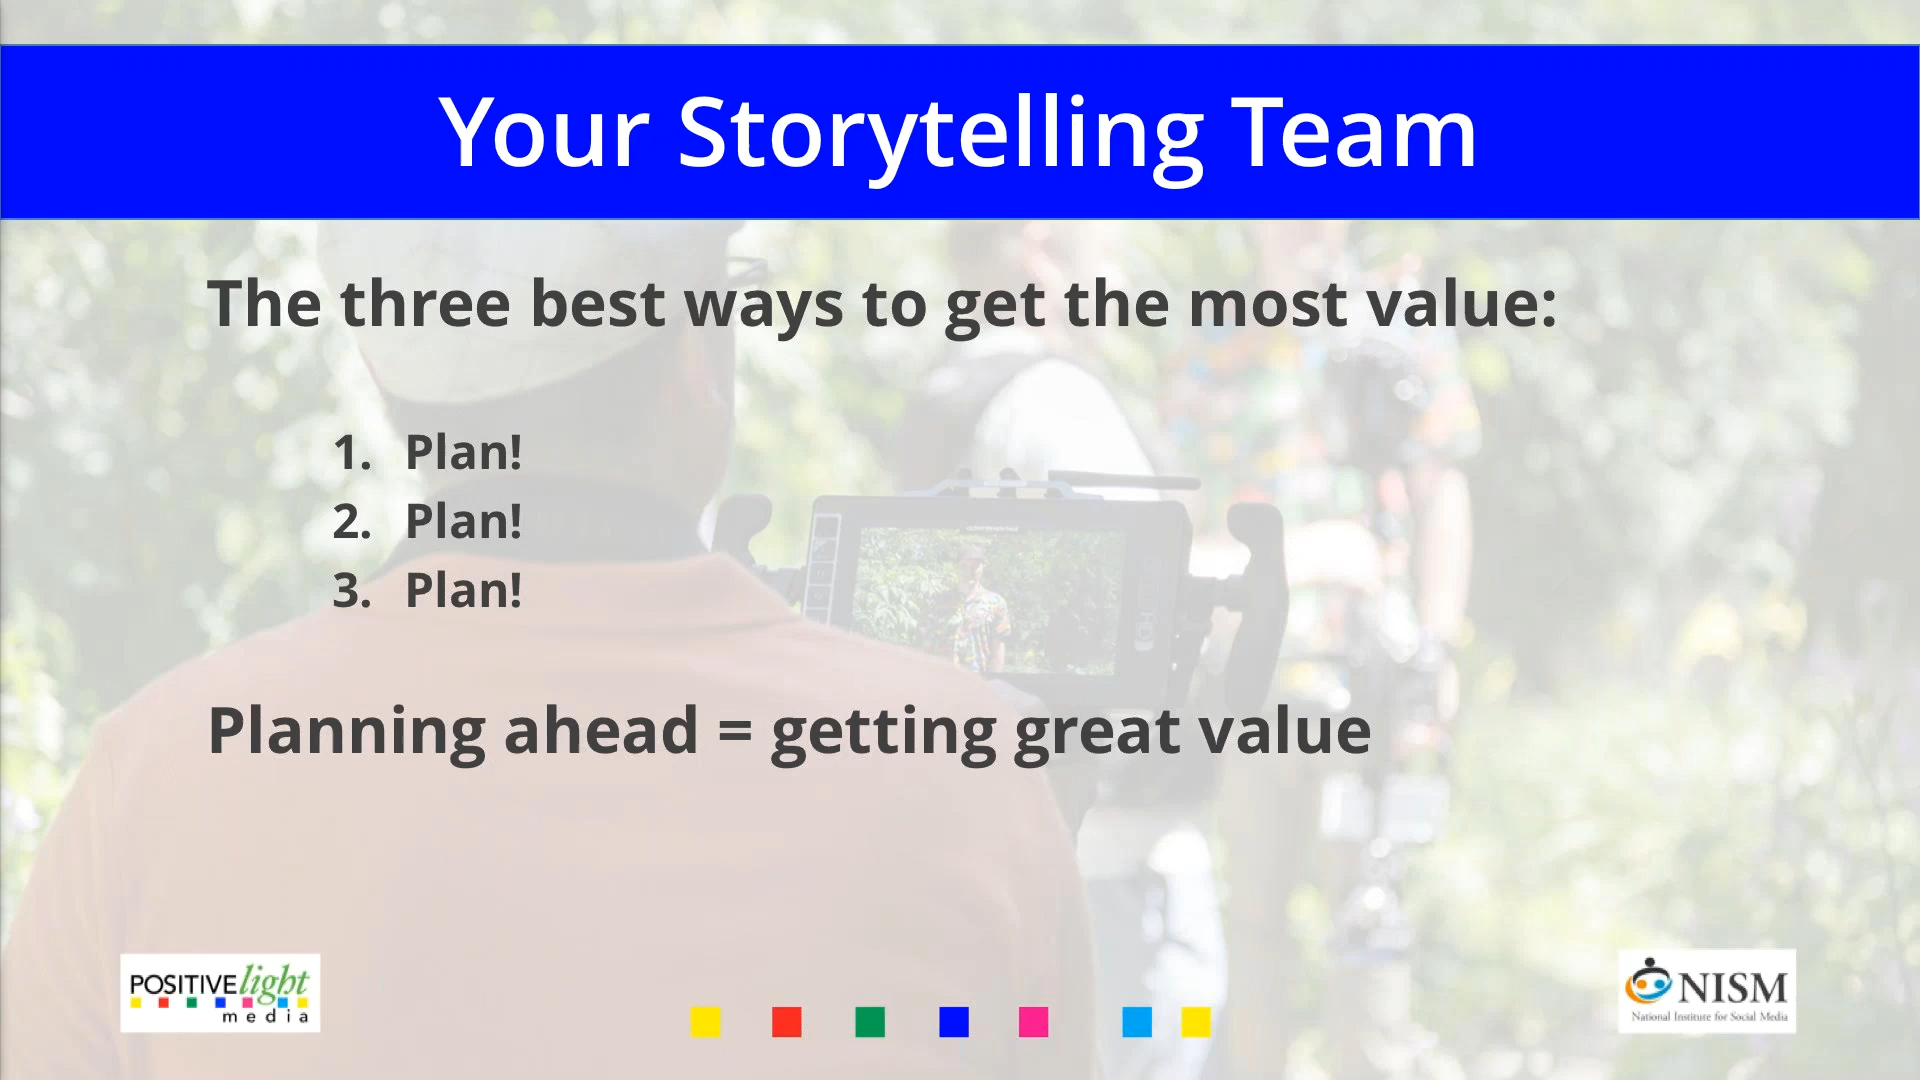 Your Storytelling Team
The three best ways to get the most value:
1. Plan!
2. Plan!
3. Plan!
Planning ahead = getting great value
POSITIVElight
media
NISM
National Institute for Social Media